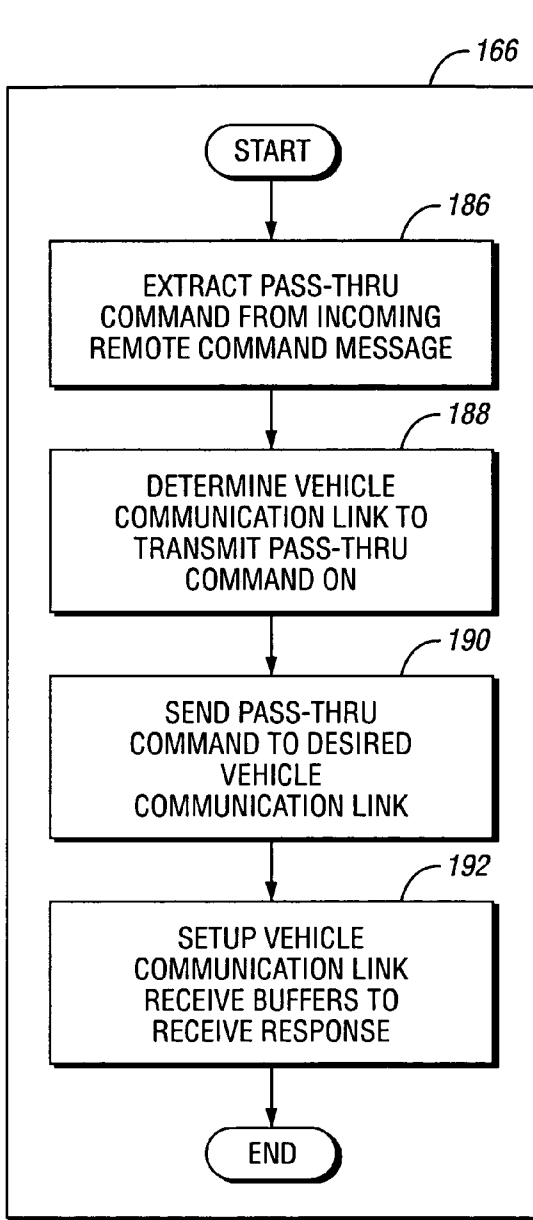 166
START
186
EXTRACT PASS-THRU
COMMAND FROM INCOMING
REMOTE COMMAND MESSAGE
188
DETERMINE VEHICLE
COMMUNICATION LINK TO
TRANSMIT PASS-THRU
COMMAND ON
190
SEND PASS-THRU
COMMAND TO DESIRED
VEHICLE
COMMUNICATION LINK
192
SETUP VEHICLE
COMMUNICATION LINK
RECEIVE BUFFERS TO
RECEIVE RESPONSE
END